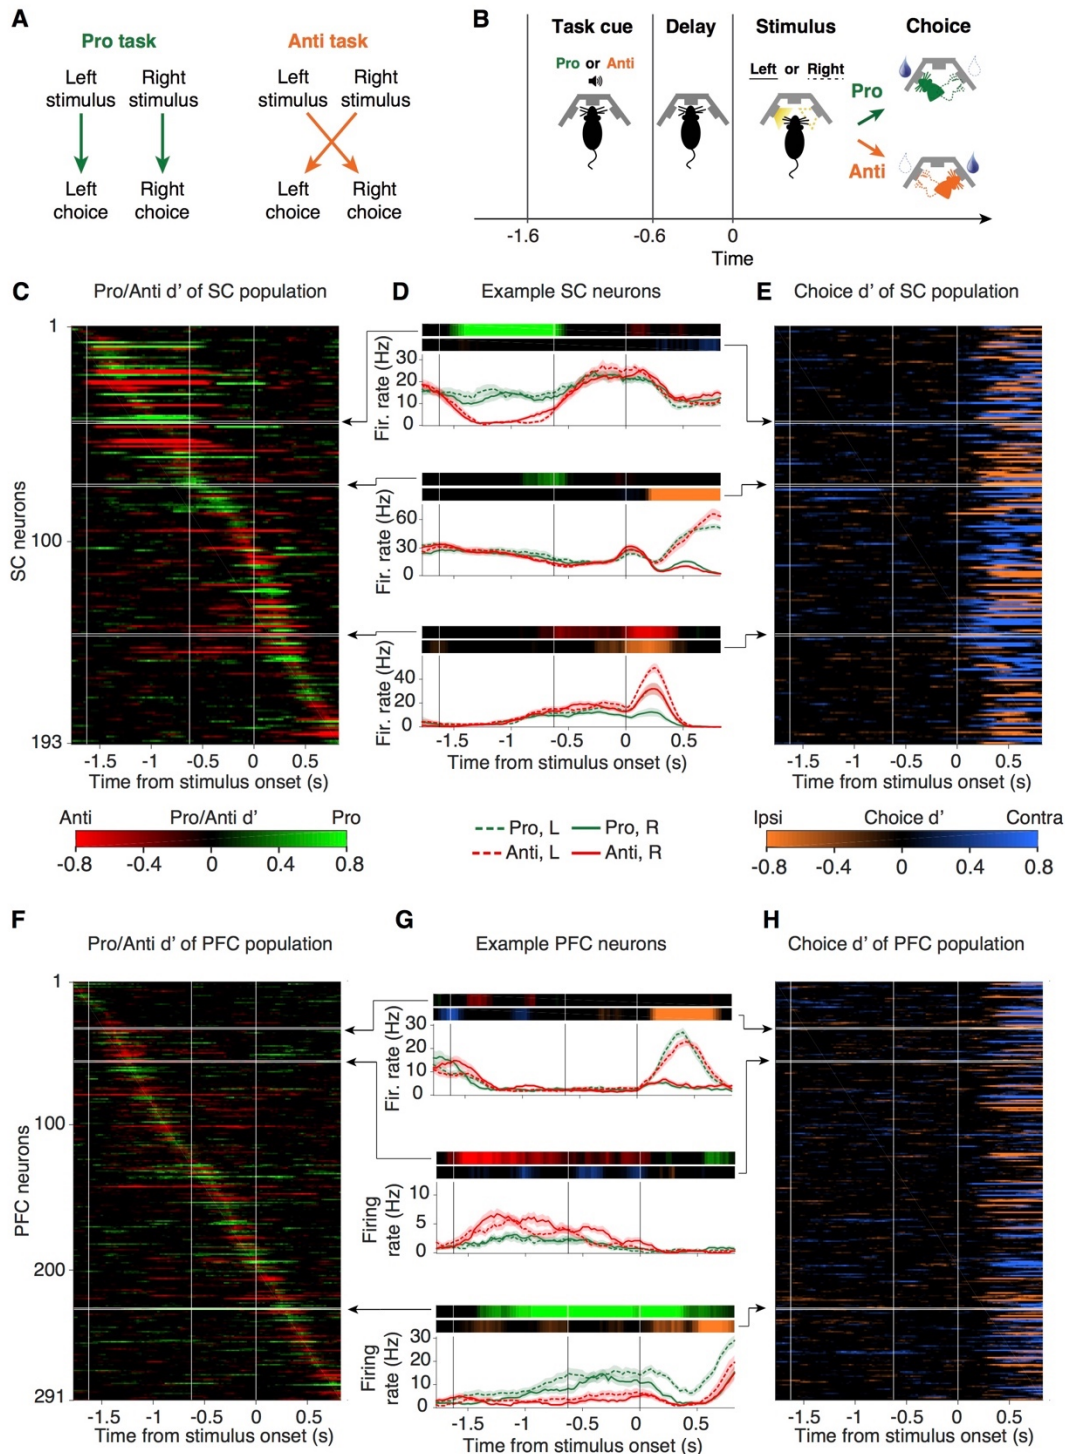 A
Pro task
Anti task
Left stimulus
Right stimulus
Left stimulus
Right stimulus
Left choice
Right choice
Left choice
Right choice
B
Task cue
Delay
Stimulus
Choice
Pro or Anti
Left or Right
Pro
Anti
-1.6
-0.6
0
Time
C
Pro/Anti d' of SC population
1
100
193
SC neurons
-1.5
-1
-0.5
0
0.5
Time from stimulus onset (s)
Anti
Pro/Anti d'
Pro
-0.8
-0.4
0
0.4
0.8
D
Example SC neurons
Fir. rate (Hz)
30
20
10
0
Fir. rate (Hz)
60
30
0
Fir. rate (Hz)
40
20
0
-1.5
-1
-0.5
0
0.5
Time from stimulus onset (s)
Pro, L
Pro, R
Anti, L
Anti, R
E
Choice d' of SC population
-1.5
-1
-0.5
0
0.5
Time from stimulus onset (s)
Ipsi
Choice d'
Contra
-0.8
-0.4
0
0.4
0.8
F
Pro/Anti d' of PFC population
1
100
200
291
PFC neurons
-1.5
-1
-0.5
0
0.5
Time from stimulus onset (s)
G
Example PFC neurons
Fir. rate (Hz)
30
20
10
0
Firing rate (Hz)
10
5
0
Firing rate (Hz)
30
20
10
0
-1.5
-1
-0.5
0
0.5
Time from stimulus onset (s)
H
Choice d' of PFC population
-1.5
-1
-0.5
0
0.5
Time from stimulus onset (s)